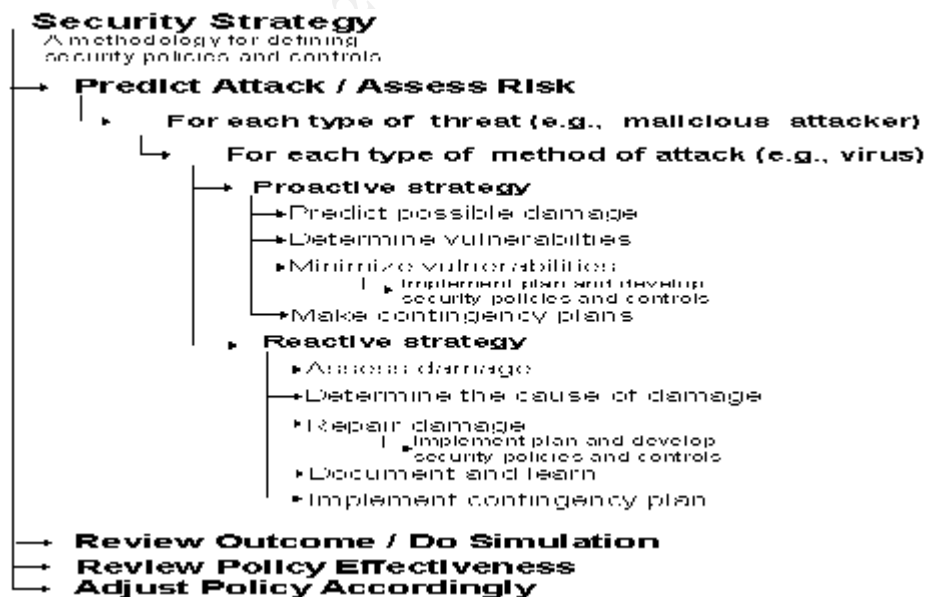 Security Strategy
A methodology for defining
security policies and controls
Predict Attack / Assess Risk
For each type of threat (e.g., malicious attacker)
For each type of method of attack (e.g., virus)
Proactive strategy
Predict possible damage
Determine vulnerabilties
Minimize vulnerabilities
Implement plan and develop
security policies and controls
Make contingency plans
Reactive strategy
Assess damage
Determine the cause of damage
Repair damage
Implement plan and develop
security policies and controls
Document and learn
Implement contingency plan
Review Outcome / Do Simulation
Review Policy Effectiveness
Adjust Policy Accordingly